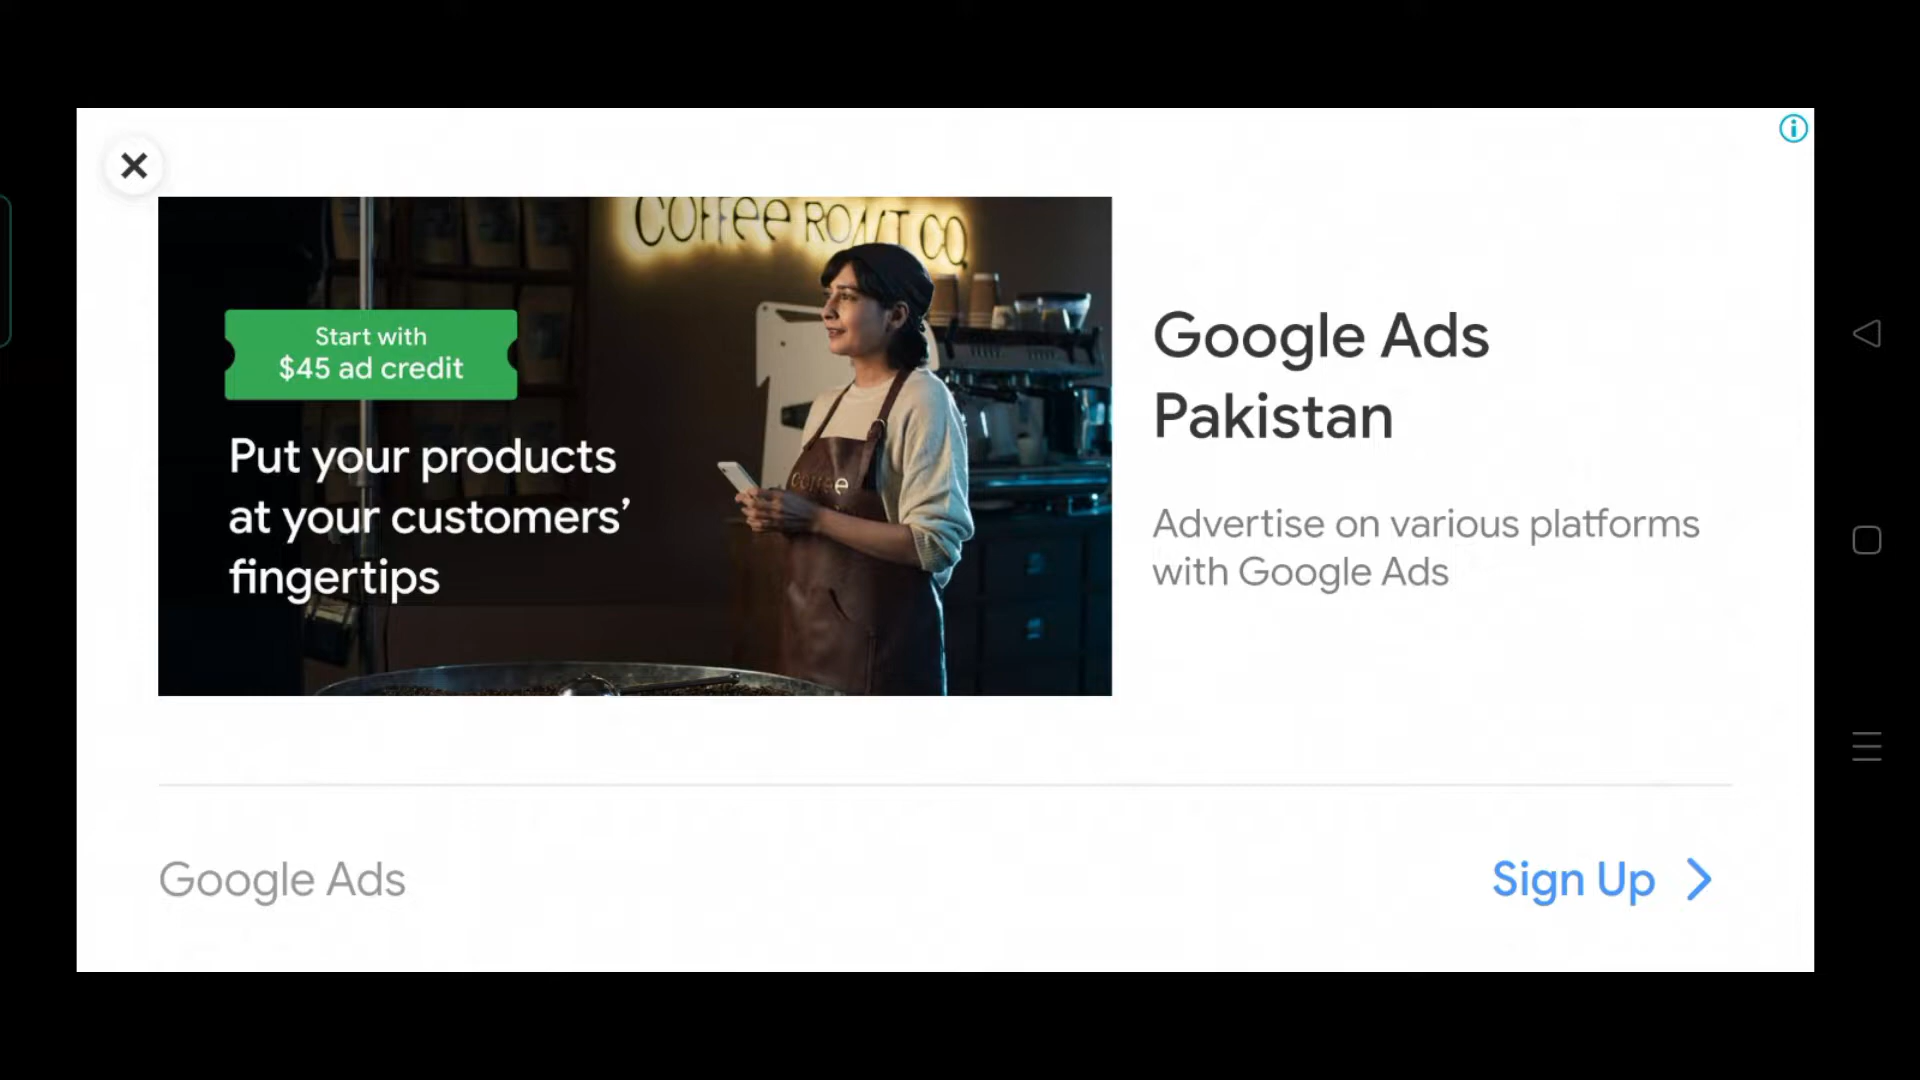 COFFee ROAST CO.
Start with
$45 ad credit
Put your products
at your customers’
fingertips
coffee
Google Ads
Pakistan
Advertise on various platforms
with Google Ads
Google Ads
Sign Up